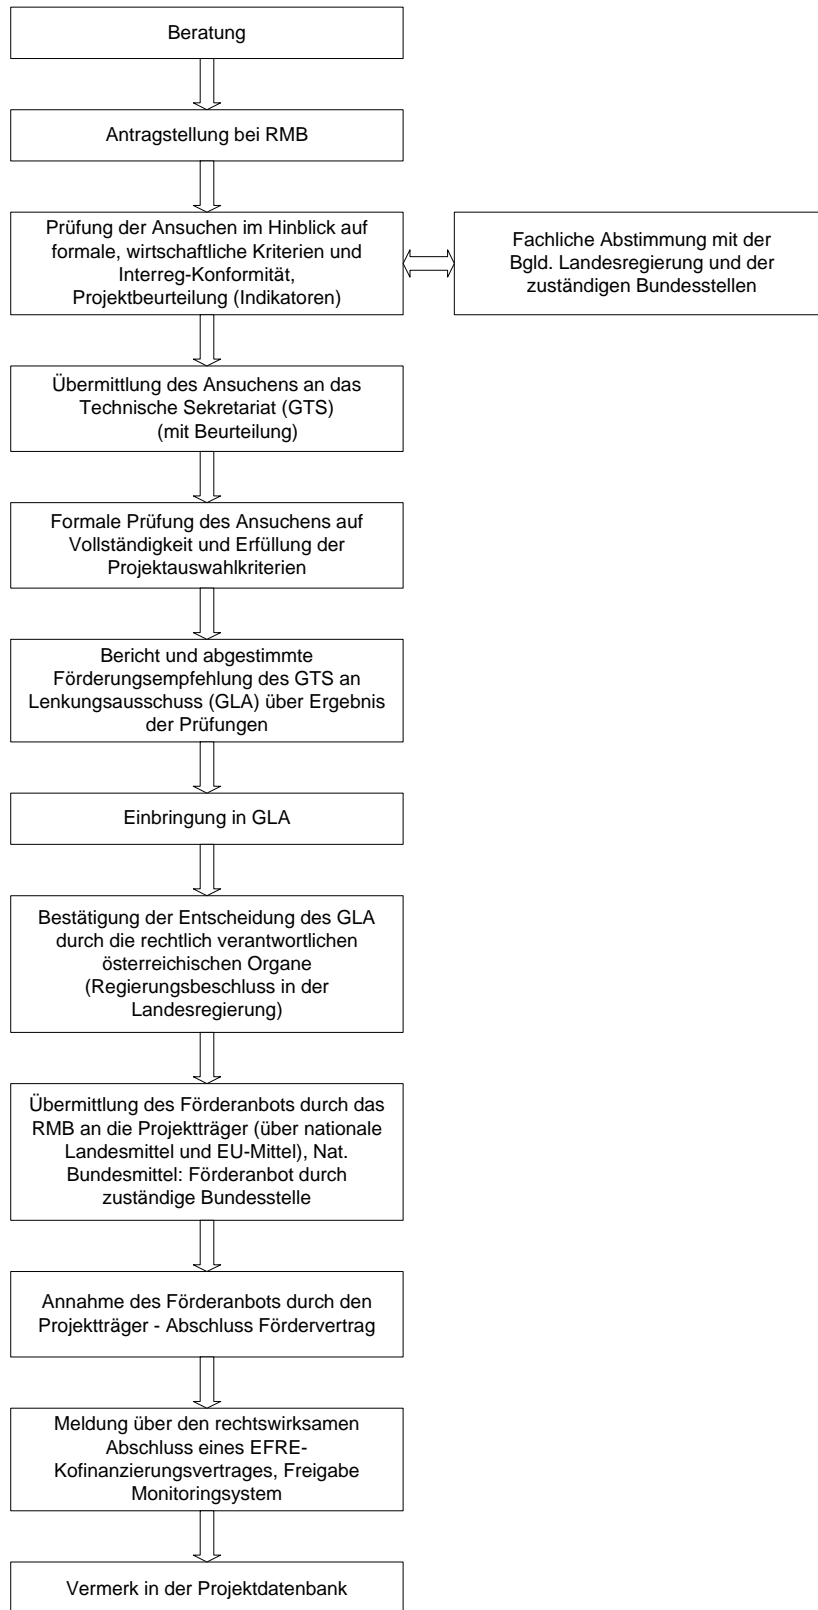 Beratung
Antragstellung bei RMB
Prüfung der Ansuchen im Hinblick auf
formale, wirtschaftliche Kriterien und
Interreg-Konformität,
Projektbeurteilung (Indikatoren)
Fachliche Abstimmung mit der
Bgld. Landesregierung und der
zuständigen Bundesstellen
Übermittlung des Ansuchens an das
Technische Sekretariat (GTS)
(mit Beurteilung)
Formale Prüfung des Ansuchens auf
Vollständigkeit und Erfüllung der
Projektauswahlkriterien
Bericht und abgestimmte
Förderungsempfehlung des GTS an
Lenkungsausschuss (GLA) über Ergebnis
der Prüfungen
Einbringung in GLA
Bestätigung der Entscheidung des GLA
durch die rechtlich verantwortlichen
österreichischen Organe
(Regierungsbeschluss in der
Landesregierung)
Übermittlung des Förderanbots durch das
RMB an die Projektträger (über nationale
Landesmittel und EU-Mittel), Nat.
Bundesmittel: Förderanbot durch
zuständige Bundesstelle
Annahme des Förderanbots durch den
Projektträger - Abschluss Fördervertrag
Meldung über den rechtswirksamen
Abschluss eines EFRE-
Kofinanzierungsvertrages, Freigabe
Monitoringsystem
Vermerk in der Projektdatenbank